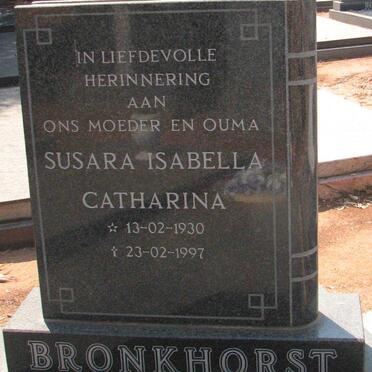 IN LIEFDEVOLLE
HERINNERING
AAN
ONS MOEDER EN OUMA
SUSARA ISABELLA
CATHARINA
☆ 13-02-1930
✝ 23-02-1997
BRONKHORST